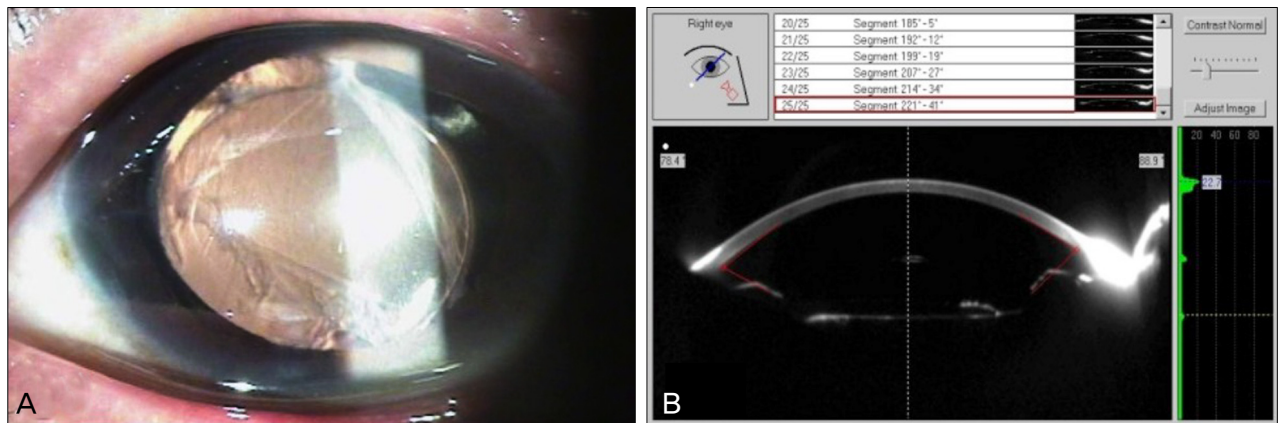 Right eye
20/25 Segment 185°-5°
21/25 Segment 192°-12°
22/25 Segment 199°-19°
23/25 Segment 207°-27°
24/25 Segment 214°-34°
25/25 Segment 221°-41°
Contrast Normal
Adjust Image
78.4°
88.9°
20 40 60 80
22.7
A
B